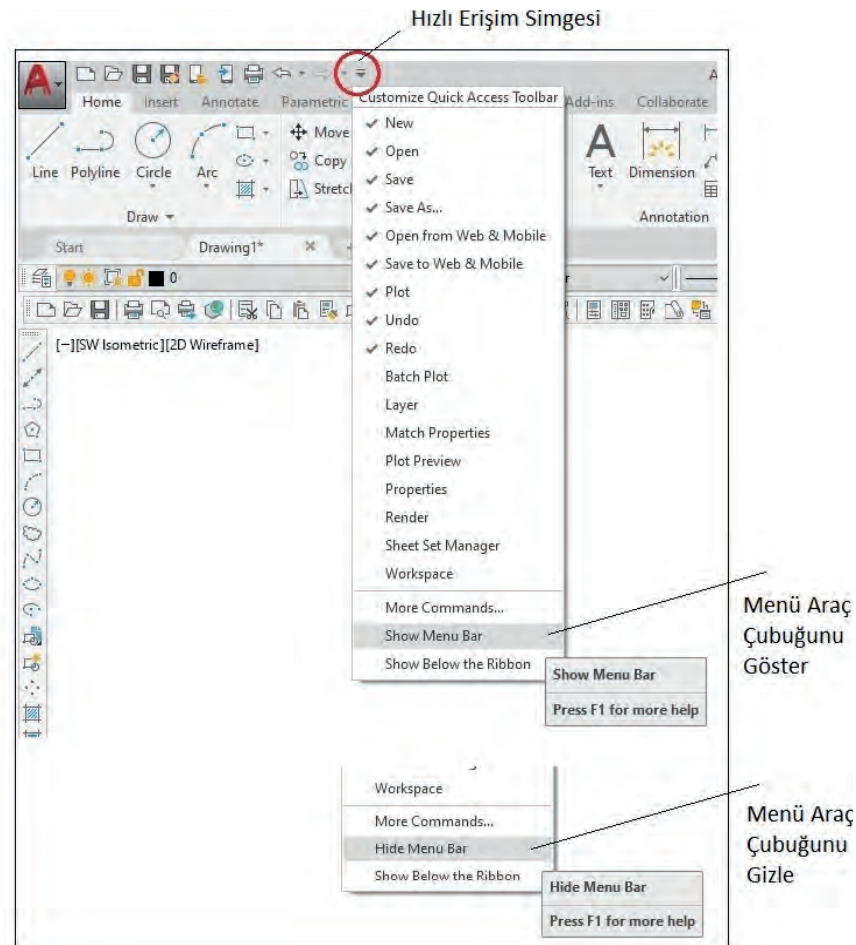 Hızlı Erişim Simgesi
A
A
Home Insert Annotate Parametric Add-ins Collaborate
Customize Quick Access Toolbar
New
Open
Save
Save As...
Open from Web & Mobile
Save to Web & Mobile
Plot
Undo
Redo
Batch Plot
Layer
Match Properties
Plot Preview
Properties
Render
Sheet Set Manager
Workspace
More Commands...
Show Menu Bar
Show Below the Ribbon
Line Polyline Circle Arc
Move
Copy
Stretch
Draw
A
Text Dimension
Annotation
Start Drawing1*
0
[−][SW Isometric][2D Wireframe]
Show Menu Bar
Press F1 for more help
Menü Araç
Çubuğunu
Göster
Workspace
More Commands...
Hide Menu Bar
Show Below the Ribbon
Hide Menu Bar
Press F1 for more help
Menü Araç
Çubuğunu
Gizle